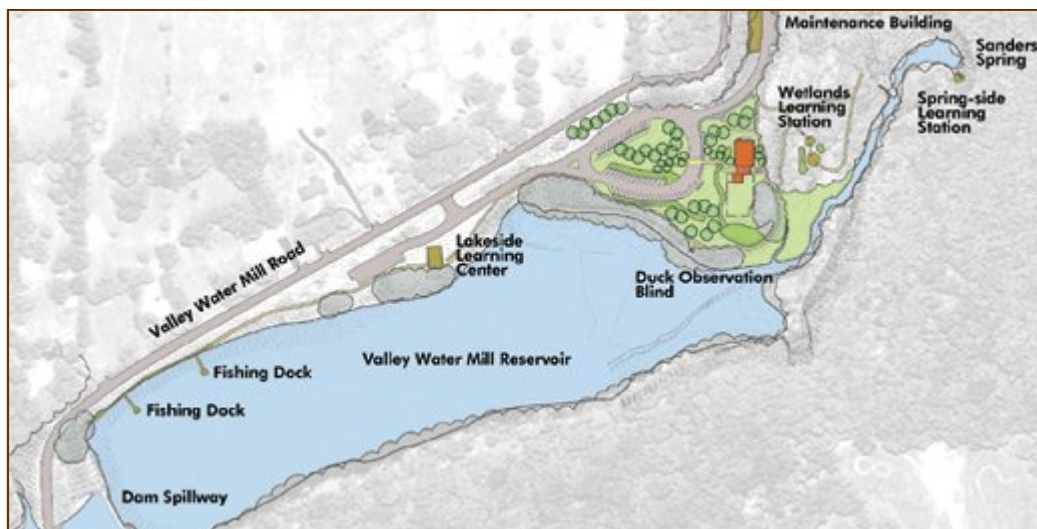 Maintenance Building
Sanders
Spring
Wetlands
Learning
Station
Spring-side
Learning
Station
Lakeside
Learning
Center
Valley Water Mill Road
Duck Observation
Blind
Valley Water Mill Reservoir
Fishing Dock
Fishing Dock
Dam Spillway